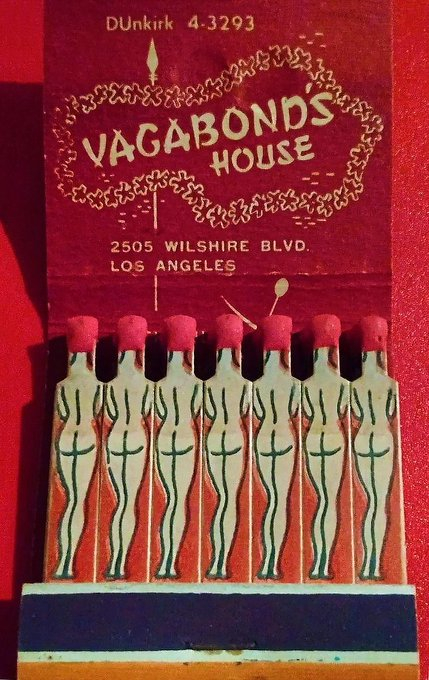 DUnkirk 4-3293
VAGABOND'S
HOUSE
2505 WILSHIRE BLVD.
LOS ANGELES